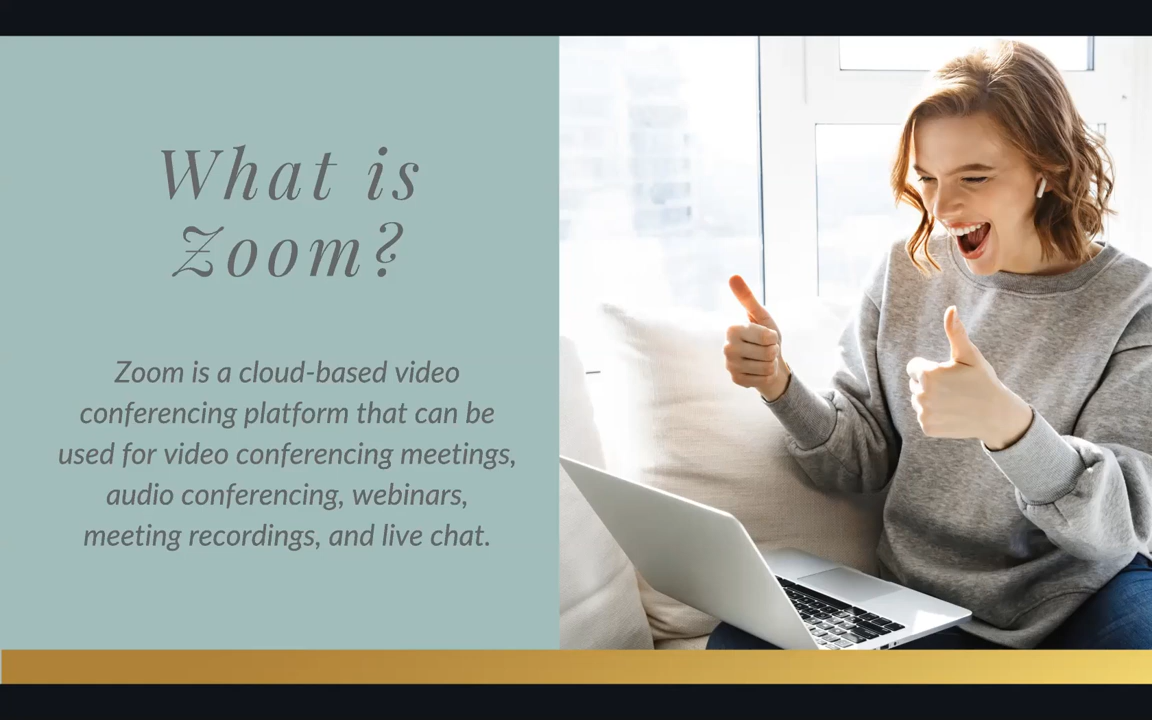 What is
Zoom?
Zoom is a cloud-based video
conferencing platform that can be
used for video conferencing meetings,
audio conferencing, webinars,
meeting recordings, and live chat.